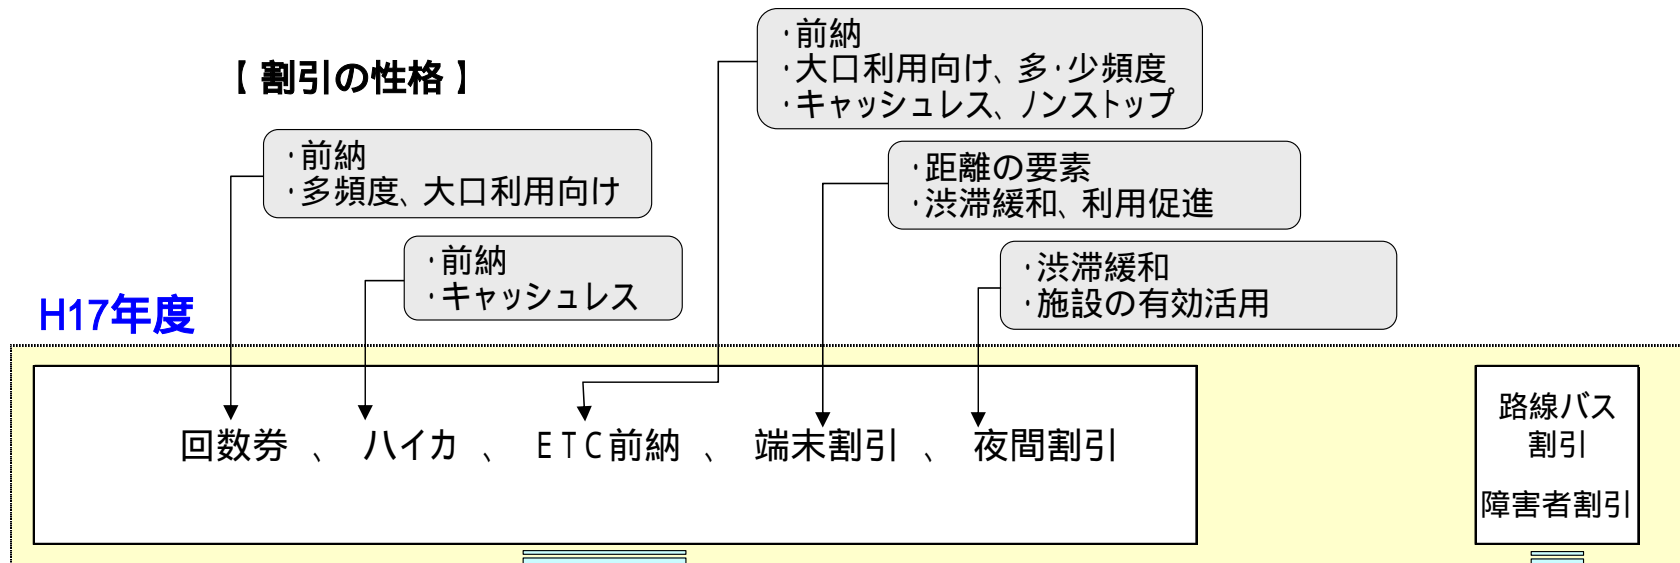 【 割引の性格 】
・前納
・大口利用向け、多・少頻度
・キャッシュレス、ノンストップ
・前納
・多頻度、大口利用向け
・距離の要素
・渋滞緩和、利用促進
・前納
・キャッシュレス
・渋滞緩和
・施設の有効活用
H17年度
回数券 、 ハイカ 、 ETC前納 、 端末割引 、 夜間割引
路線バス
割引
障害者割引